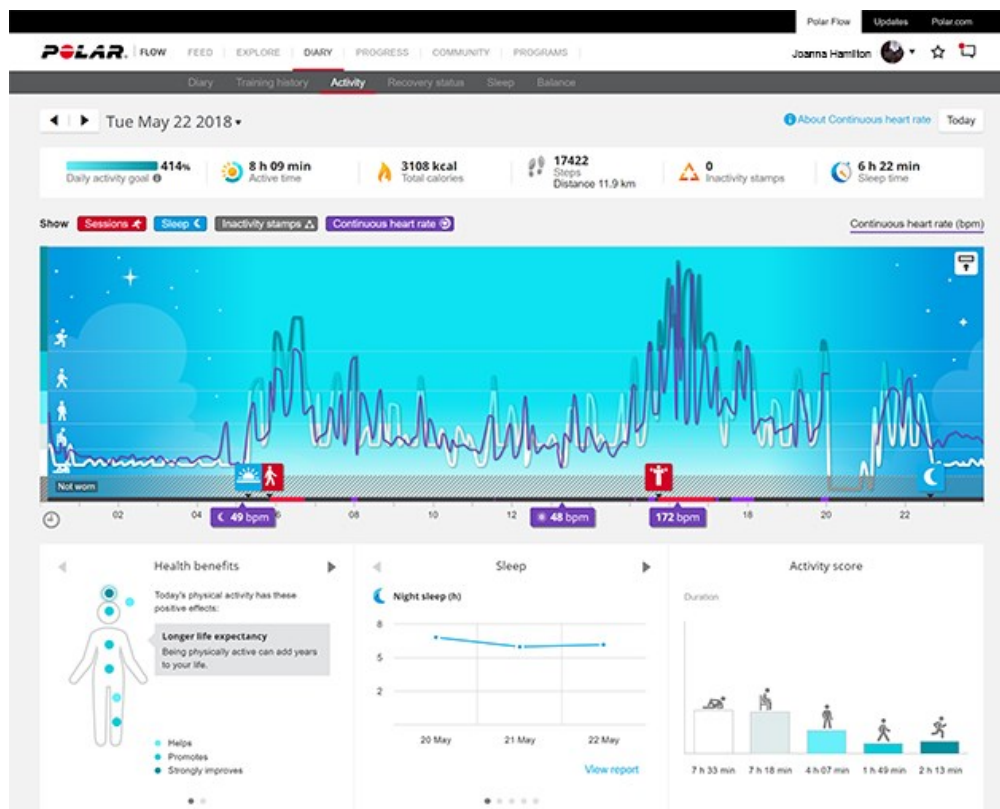 Polar Flow Updates Polar.com
POLAR. FLOW FEED EXPLORE DIARY PROGRESS COMMUNITY PROGRAMS Joanna Hamilton
Diary Training history Activity Recovery status Sleep Balance
Tue May 22 2018 About Continuous heart rate Today
414%
Daily activity goal
8 h 09 min
Active time
3108 kcal
Total calories
17422
Steps
Distance 11.9 km
0
Inactivity stamps
6 h 22 min
Sleep time
Show Sessions Sleep Inactivity stamps Continuous heart rate Continuous heart rate (bpm)
Not worn
02 04 6 08 10 12 18 20 22
49 bpm 48 bpm 172 bpm
Health benefits
Today's physical activity has these
positive effects:
Longer life expectancy
Being physically active can add years
to your life.
Helps
Promotes
Strongly improves
Sleep
Night sleep (h)
8
5
2
20 May 21 May 22 May
View report
Activity score
Duration
7 h 33 min 7 h 18 min 4 h 07 min 1 h 49 min 2 h 13 min